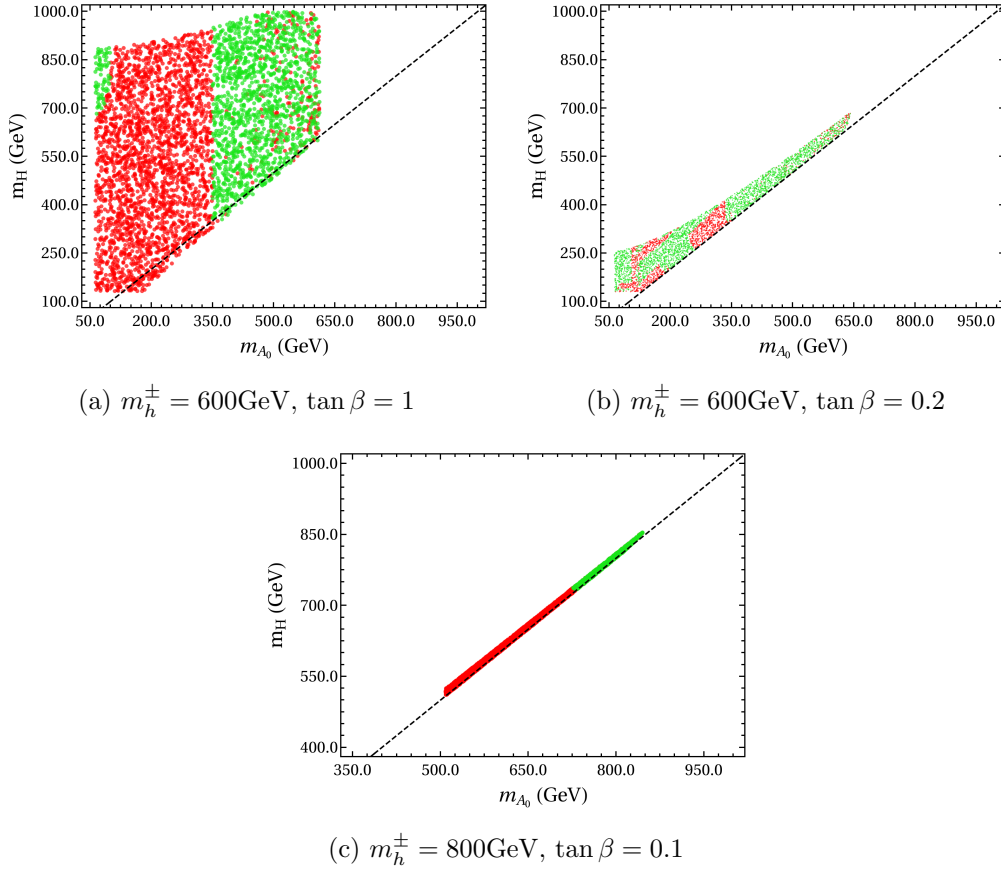 1000.0
850.0
700.0
550.0
400.0
250.0
100.0
m_H (GeV)
50.0 200.0 350.0 500.0 650.0 800.0 950.0
m_{A_0} (GeV)
(a) m_h^± = 600GeV, tan β = 1
1000.0
850.0
700.0
550.0
400.0
250.0
100.0
m_H (GeV)
50.0 200.0 350.0 500.0 650.0 800.0 950.0
m_{A_0} (GeV)
(b) m_h^± = 600GeV, tan β = 0.2
1000.0
850.0
700.0
550.0
400.0
m_H (GeV)
350.0 500.0 650.0 800.0 950.0
m_{A_0} (GeV)
(c) m_h^± = 800GeV, tan β = 0.1